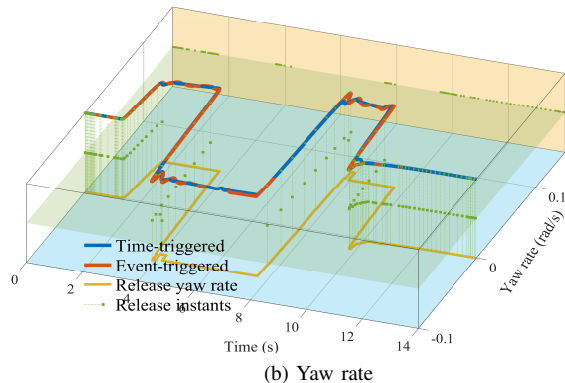 0.1
Yaw rate (rad/s)
0
-0.1
Time-triggered
Event-triggered
Release yaw rate
Release instants
0
2
4
6
8
10
12
14
Time (s)
(b) Yaw rate